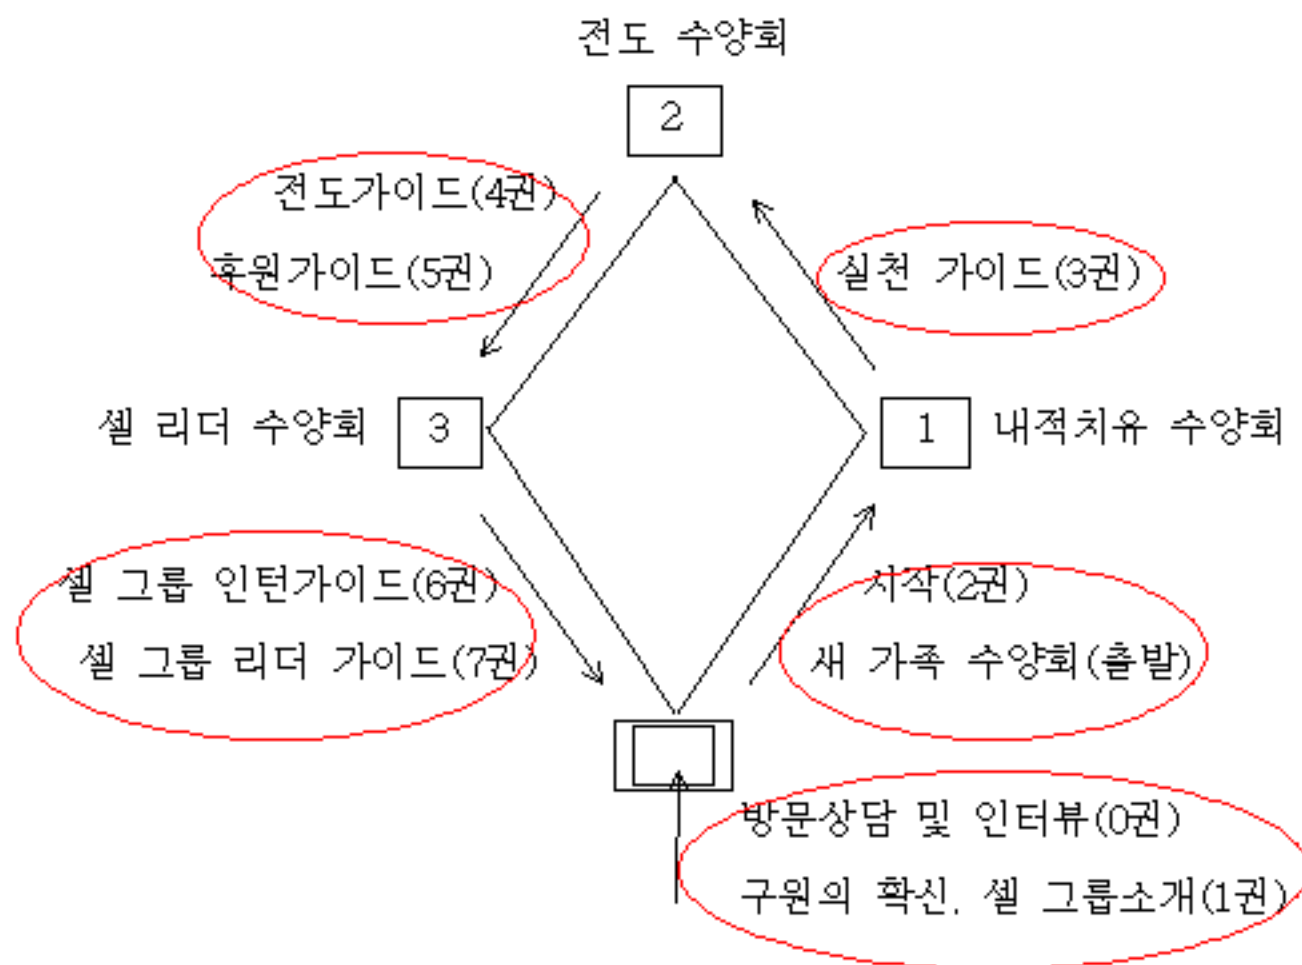 전도 수양회
2
전도가이드(4권)
후원가이드(5권)
실천 가이드(3권)
셀 리더 수양회
3
1
내적치유 수양회
셀 그룹 인턴가이드(6권)
셀 그룹 리더 가이드(7권)
시작(2권)
새 가족 수양회(출발)
방문상담 및 인터뷰(0권)
구원의 확신, 셀 그룹소개(1권)